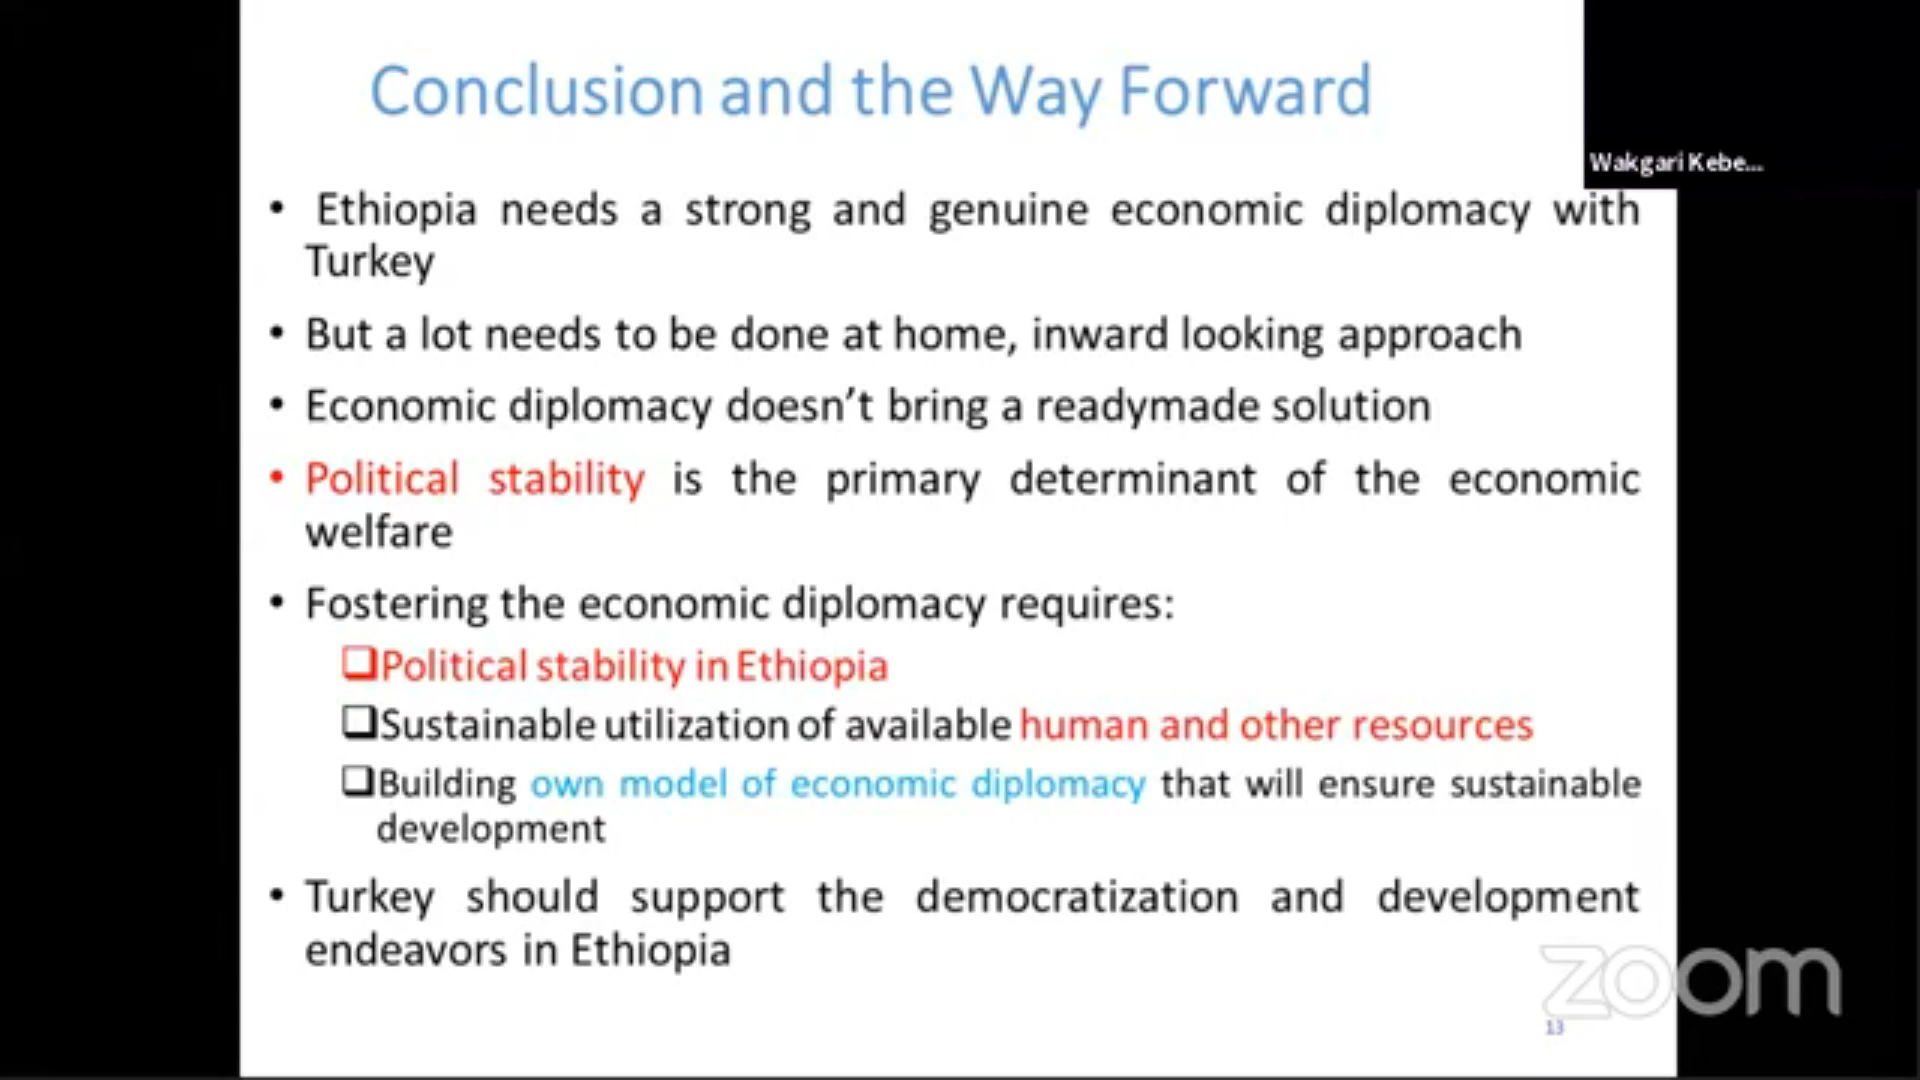 Conclusion and the Way Forward
Wakgari Kebe...
• Ethiopia needs a strong and genuine economic diplomacy with
Turkey
• But a lot needs to be done at home, inward looking approach
• Economic diplomacy doesn’t bring a readymade solution
• Political stability is the primary determinant of the economic
welfare
• Fostering the economic diplomacy requires:
❑Political stability in Ethiopia
❑Sustainable utilization of available human and other resources
❑Building own model of economic diplomacy that will ensure sustainable
development
• Turkey should support the democratization and development
endeavors in Ethiopia
zoom
13